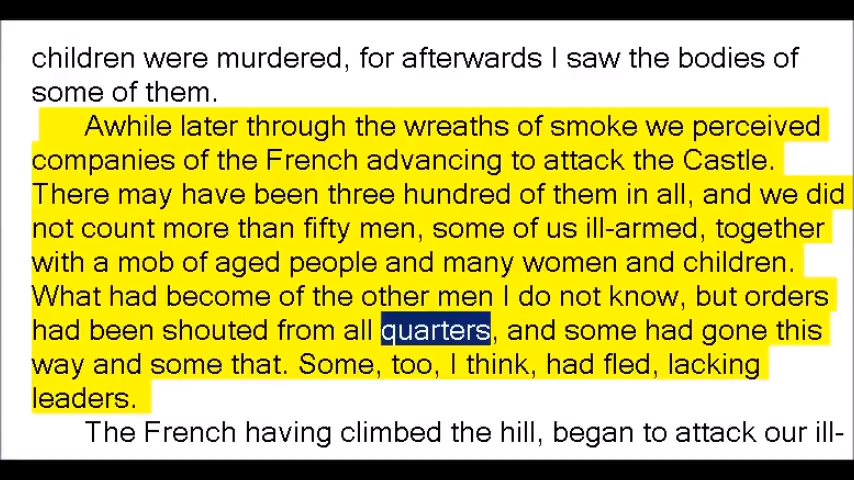 children were murdered, for afterwards I saw the bodies of
some of them.
Awhile later through the wreaths of smoke we perceived
companies of the French advancing to attack the Castle.
There may have been three hundred of them in all, and we did
not count more than fifty men, some of us ill-armed, together
with a mob of aged people and many women and children.
What had become of the other men I do not know, but orders
had been shouted from all quarters, and some had gone this
way and some that. Some, too, I think, had fled, lacking
leaders.
The French having climbed the hill, began to attack our ill-